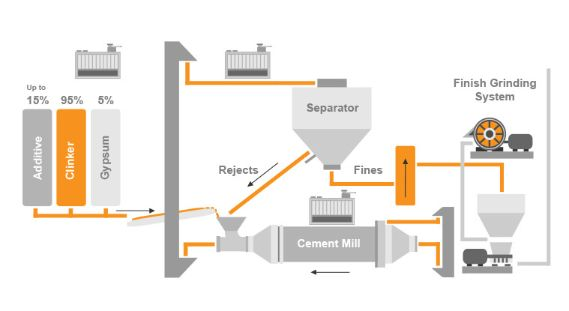 Finish Grinding
System
Up to
15%
95%
5%
Separator
Additive
Clinker
Gypsum
Rejects
Fines
Cement Mill